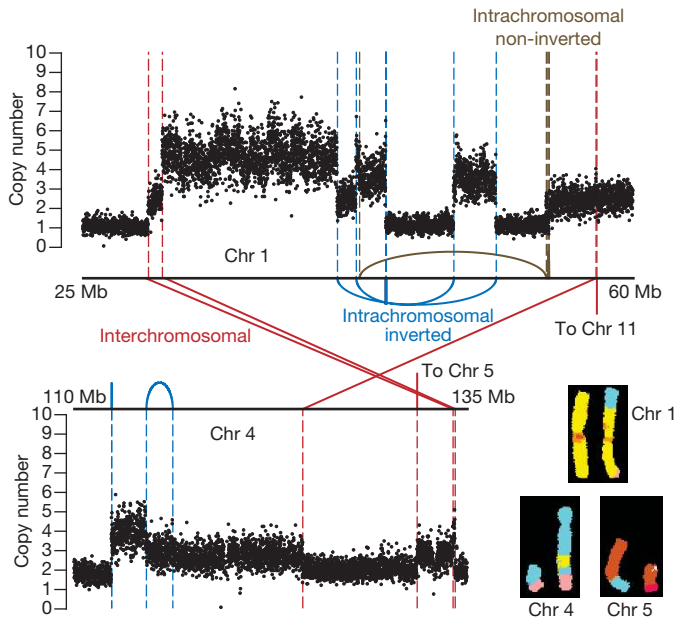 Intrachromosomal
non-inverted
Copy number
10
9
8
7
6
5
4
3
2
1
0
Chr 1
25 Mb
60 Mb
Interchromosomal
Intrachromosomal
inverted
To Chr 11
To Chr 5
110 Mb
135 Mb
Chr 4
Copy number
10
9
8
7
6
5
4
3
2
1
0
Chr 1
Chr 4
Chr 5